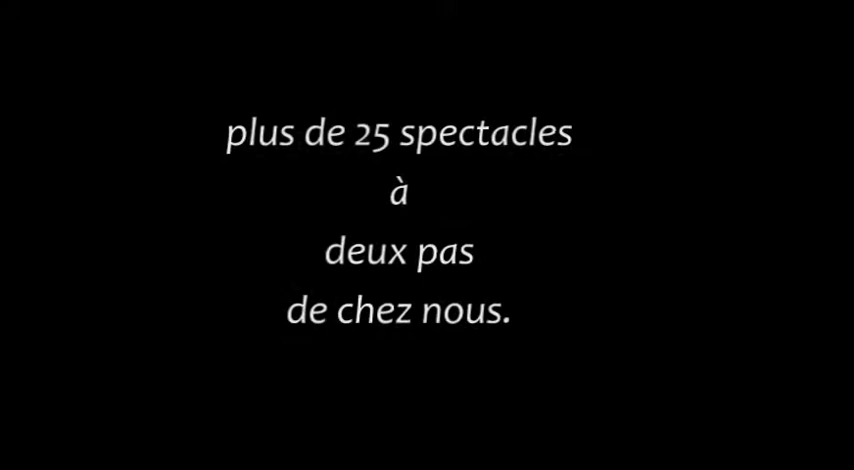 plus de 25 spectacles
à
deux pas
de chez nous.